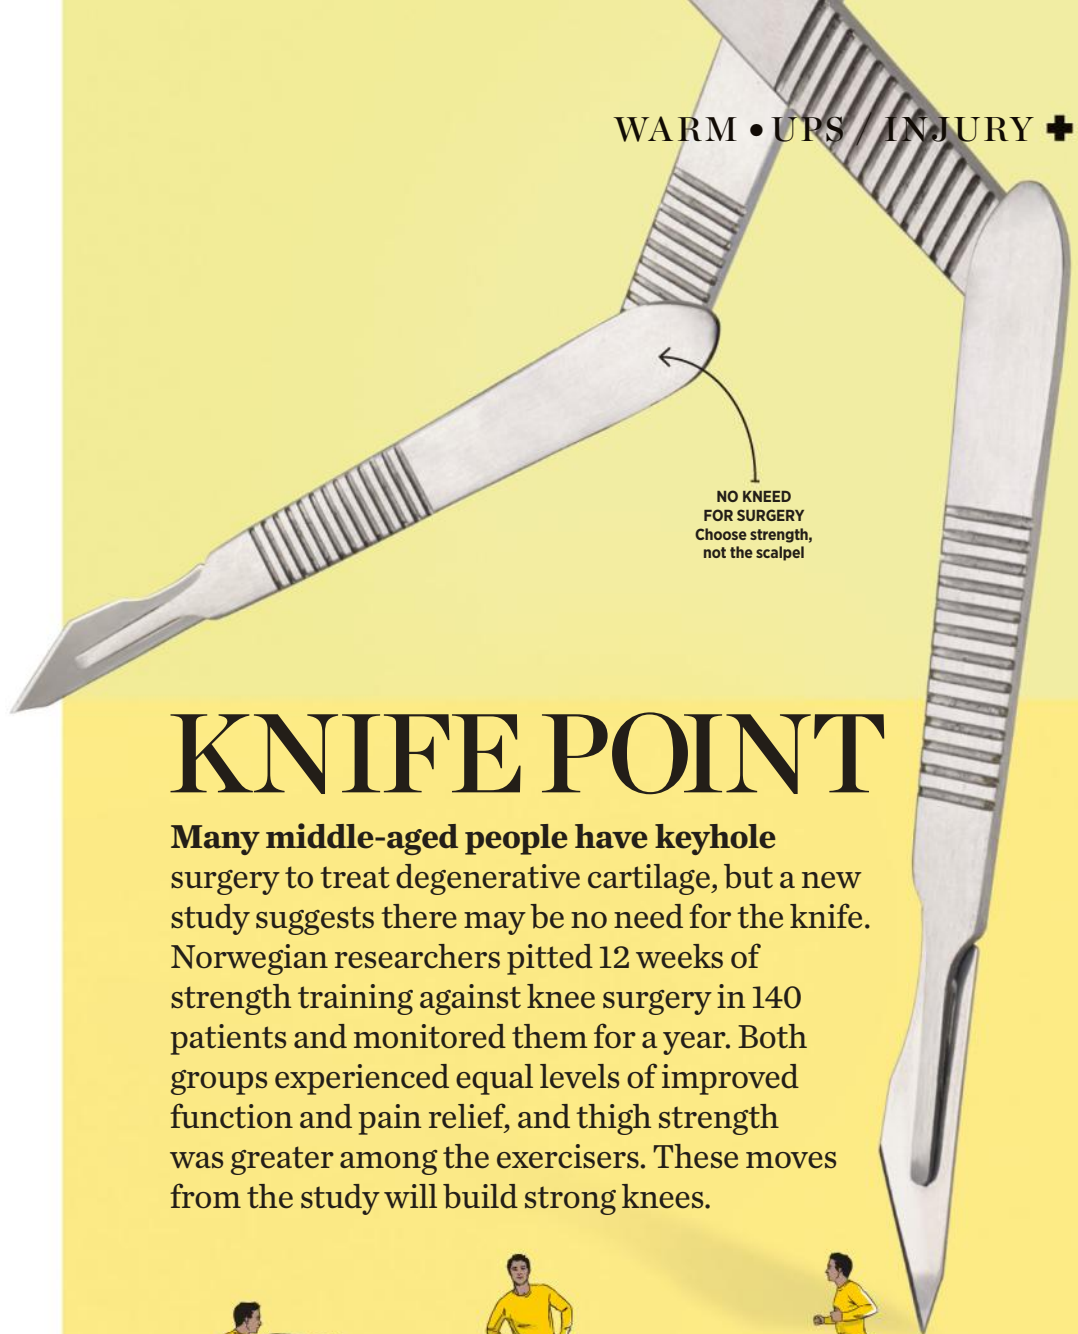 WARM • UPS / INJURY
NO KNEED
FOR SURGERY
Choose strength,
not the scalpel
KNIFE POINT
Many middle-aged people have keyhole
surgery to treat degenerative cartilage, but a new
study suggests there may be no need for the knife.
Norwegian researchers pitted 12 weeks of
strength training against knee surgery in 140
patients and monitored them for a year. Both
groups experienced equal levels of improved
function and pain relief, and thigh strength
was greater among the exercisers. These moves
from the study will build strong knees.